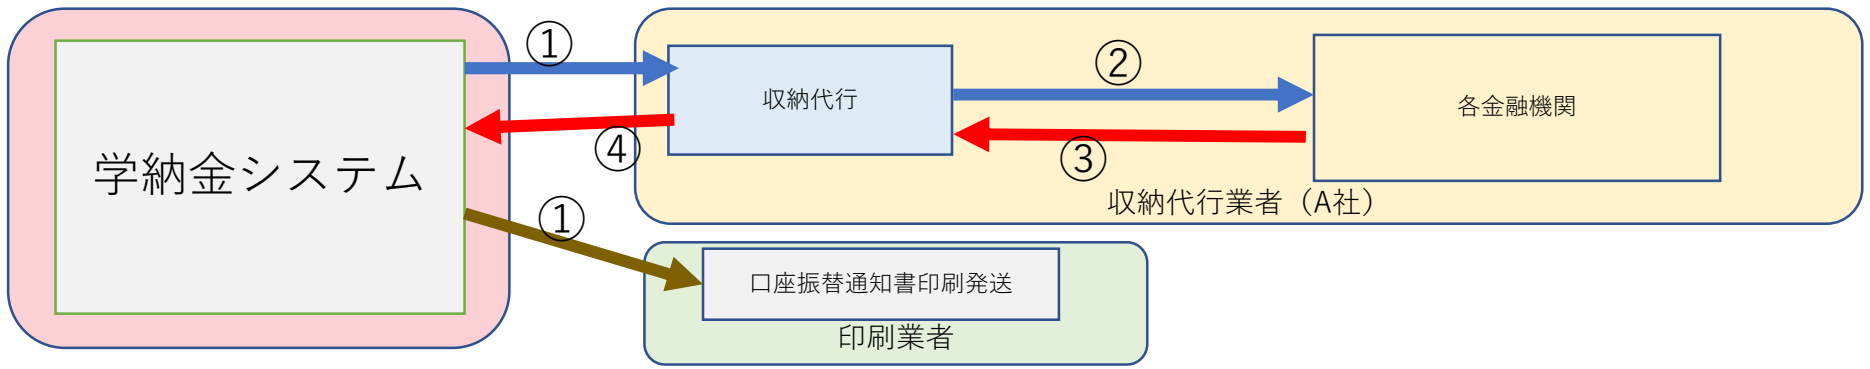 ①
②
収納代行
各金融機関
④
③
学納金システム
収納代行業者（A社）
①
口座振替通知書印刷発送
印刷業者